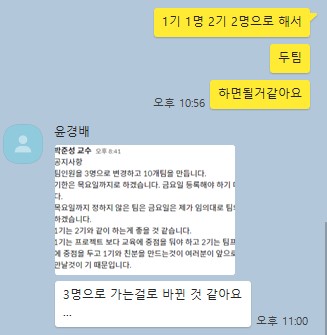 1기 1명 2기 2명으로 해서
두팀
하면될거같아요
오후 10:56
윤경배
박준성 교수 오후 8:41
공지사항
팀인원을 3명으로 변경하고 10개팀을 만듭니다.
기한은 목요일까지로 하겠습니다. 금요일 등록해야 하기
다.
목요일까지 정하지 않은 팀은 금요일은 제가 임의대로 팀
하겠습니다.
1기는 2기와 같이 하는게 좋을 것 같습니다.
1기는 프로젝트 보다 교육에 중점을 둬야 하고 2기는 팀프
에 중점을 두고 1기와 친분을 만드는것이 여러분이 앞으로
만날것이 기 때문입니다.
3명으로 가는걸로 바뀐 것 같아요
...
오후 11:00